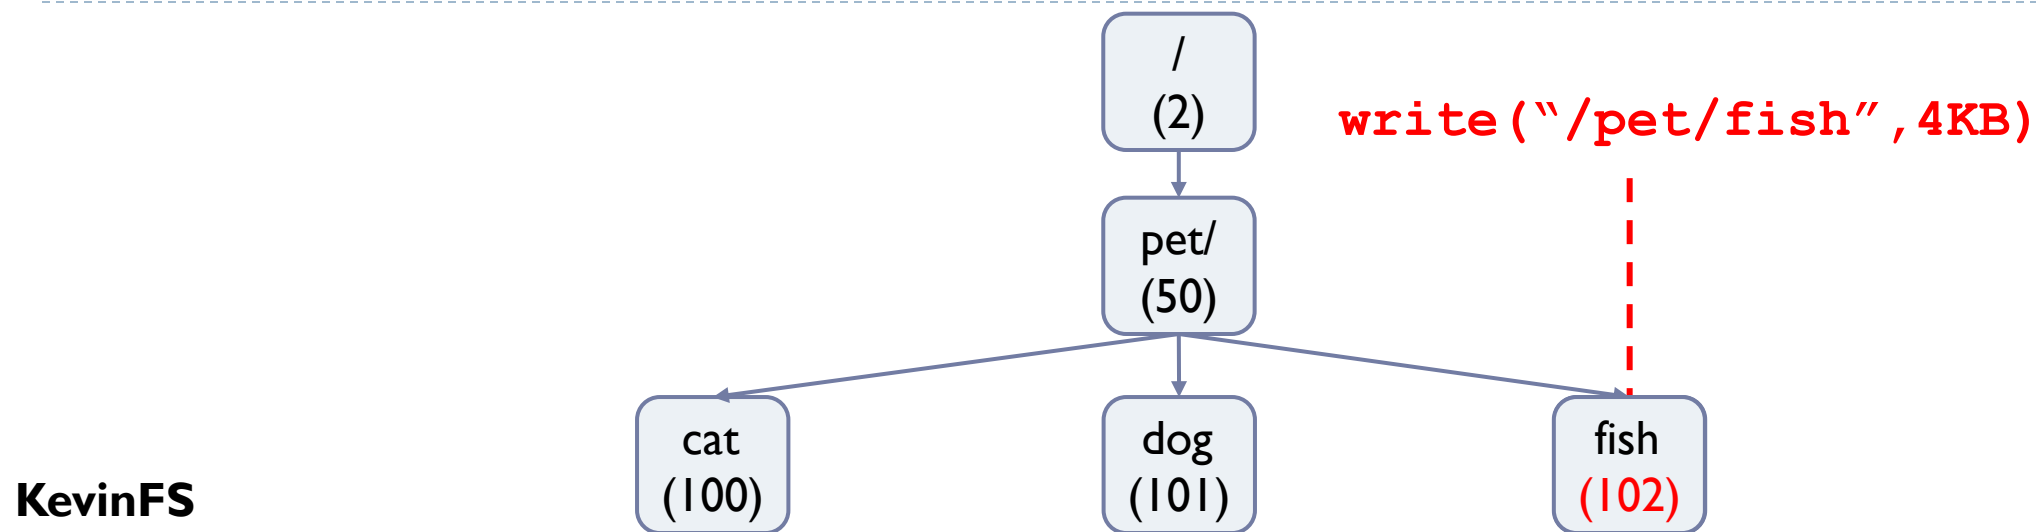 /
(2)
write(“/pet/fish”,4KB)
pet/
(50)
cat
(100)
dog
(101)
fish
(102)
KevinFS